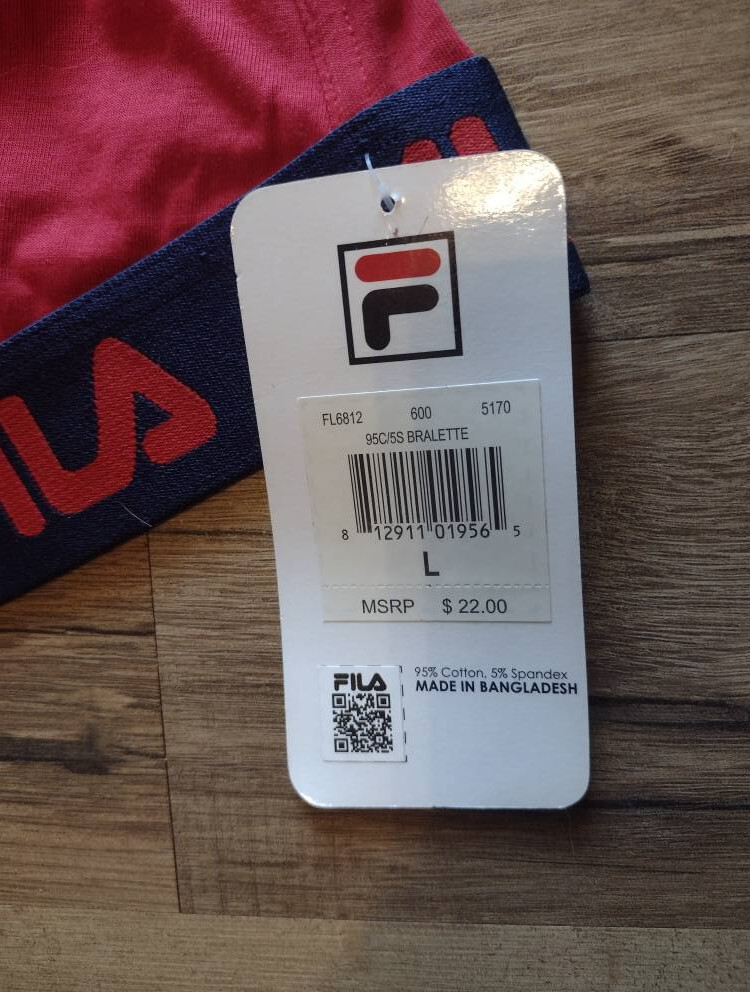 FILA
F
FL6812 600 5170
95C/5S BRALETTE
8 12911 01956 5
L
MSRP $ 22.00
FILA
95% Cotton, 5% Spandex
MADE IN BANGLADESH